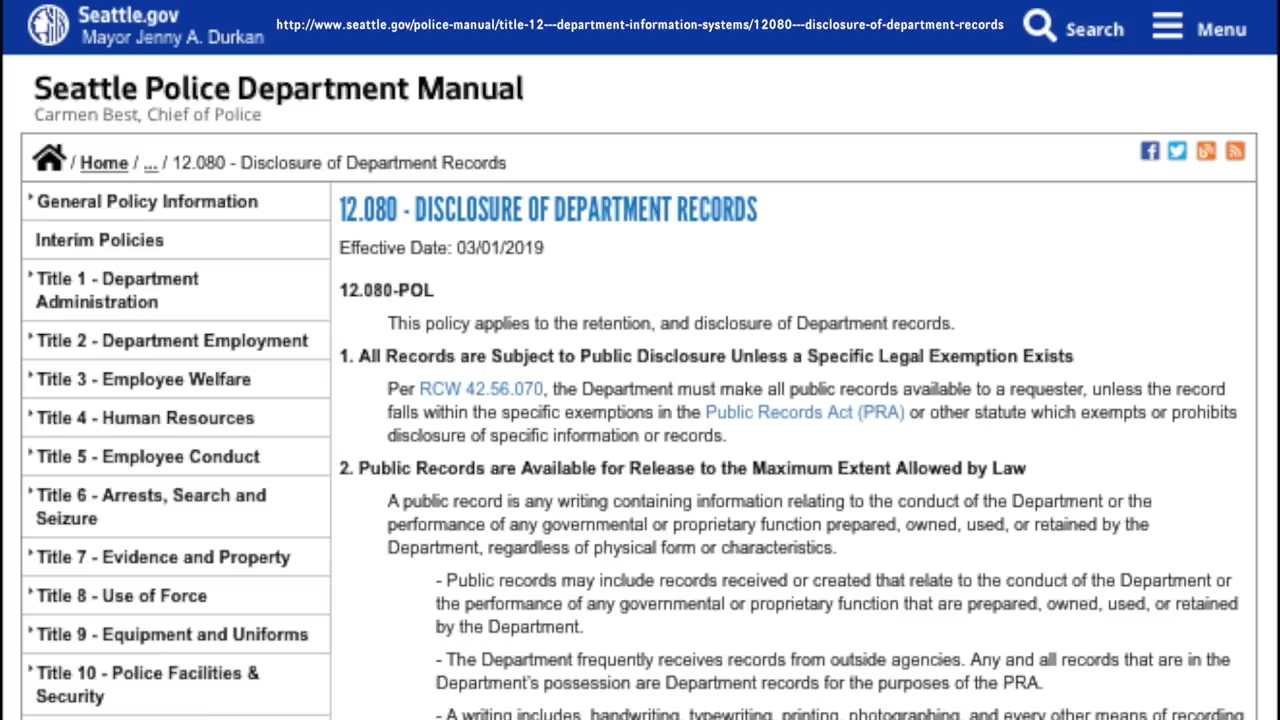 Seattle.gov
Mayor Jenny A. Durkan
http://www.seattle.gov/police-manual/title-12---department-information-systems/12080---disclosure-of-department-records
Search
Menu
Seattle Police Department Manual
Carmen Best, Chief of Police
/ Home / ... / 12.080 - Disclosure of Department Records
General Policy Information
Interim Policies
Title 1 - Department
Administration
Title 2 - Department Employment
Title 3 - Employee Welfare
Title 4 - Human Resources
Title 5 - Employee Conduct
Title 6 - Arrests, Search and
Seizure
Title 7 - Evidence and Property
Title 8 - Use of Force
Title 9 - Equipment and Uniforms
Title 10 - Police Facilities &
Security
12.080 - DISCLOSURE OF DEPARTMENT RECORDS
Effective Date: 03/01/2019
12.080-POL
This policy applies to the retention, and disclosure of Department records.
1. All Records are Subject to Public Disclosure Unless a Specific Legal Exemption Exists
Per RCW 42.56.070, the Department must make all public records available to a requester, unless the record
falls within the specific exemptions in the Public Records Act (PRA) or other statute which exempts or prohibits
disclosure of specific information or records.
2. Public Records are Available for Release to the Maximum Extent Allowed by Law
A public record is any writing containing information relating to the conduct of the Department or the
performance of any governmental or proprietary function prepared, owned, used, or retained by the
Department, regardless of physical form or characteristics.
- Public records may include records received or created that relate to the conduct of the Department or
the performance of any governmental or proprietary function that are prepared, owned, used, or retained
by the Department.
- The Department frequently receives records from outside agencies. Any and all records that are in the
Department's possession are Department records for the purposes of the PRA.
- A writing includes, handwriting, typewriting, printing, photographing, and every other means of recording